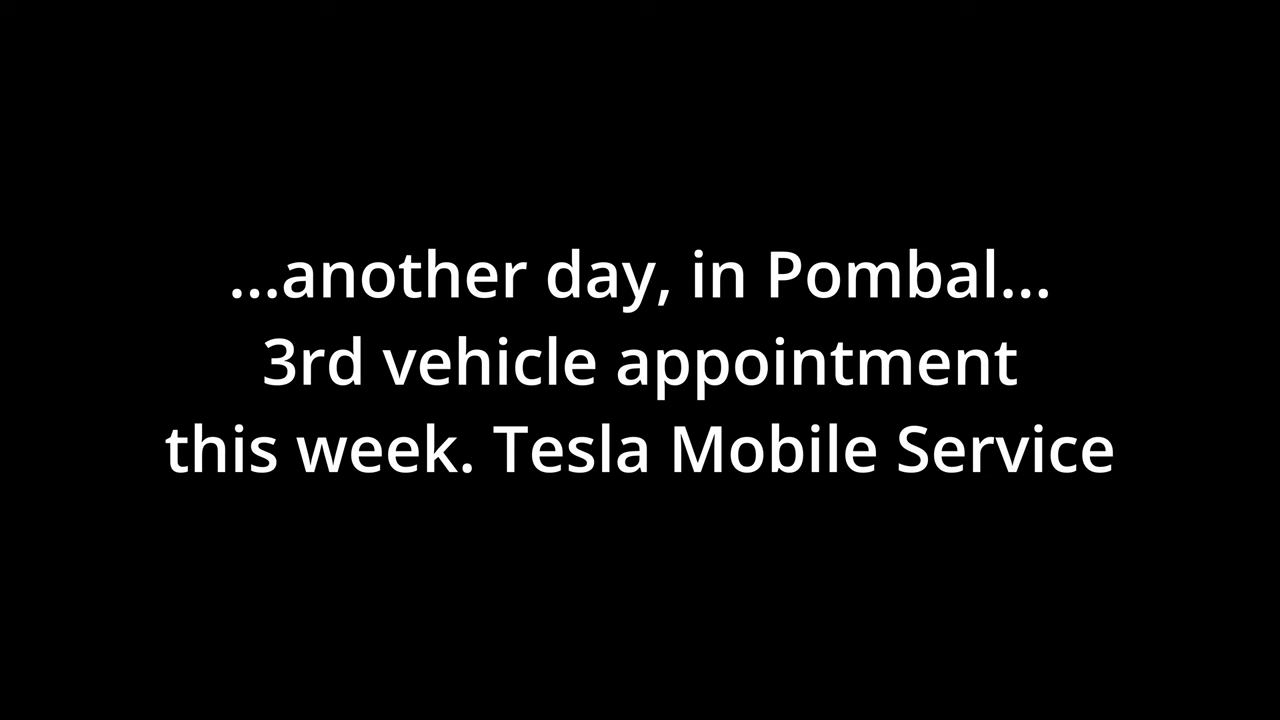 ...another day, in Pombal...
3rd vehicle appointment
this week. Tesla Mobile Service